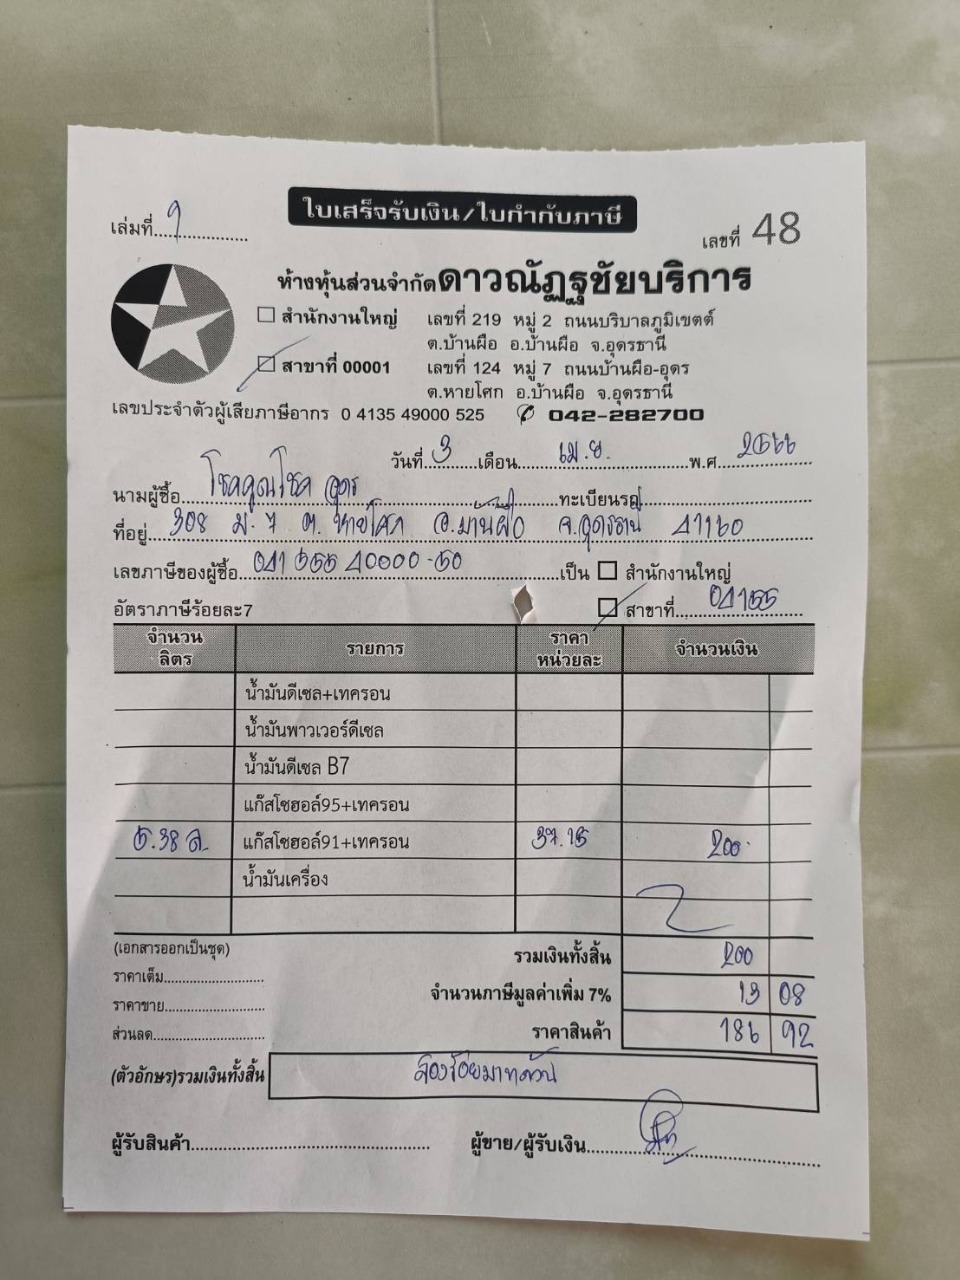 ใบเสร็จรับเงิน/ใบกำกับภาษี
เล่มที่ 9
เลขที่ 48
ห้างหุ้นส่วนจำกัดดาวณัฏฐชัยบริการ
สำนักงานใหญ่ เลขที่ 219 หมู่ 2 ถนนบริบาลภูมิเขตต์
ต.บ้านผือ อ.บ้านผือ จ.อุดรธานี
สาขาที่ 00001 เลขที่ 124 หมู่ 7 ถนนบ้านผือ-อุดร
ต.หายโศก อ.บ้านผือ จ.อุดรธานี
เลขประจำตัวผู้เสียภาษีอากร 0 4135 49000 525 042-282700
วันที่ 3 เดือน เม.ย. พ.ศ. 2566
นามผู้ซื้อ โชคคูณโชค อุดร ทะเบียนรถ
ที่อยู่ 308 ม.7 ต.หายโศก อ.บ้านผือ จ.อุดรธานี 41160
เลขภาษีของผู้ซื้อ เป็น สำนักงานใหญ่
อัตราภาษีร้อยละ7 สาขาที่
จำนวนลิตร รายการ ราคาหน่วยละ จำนวนเงิน
น้ำมันดีเซล+เทครอน
น้ำมันพาวเวอร์ดีเซล
น้ำมันดีเซล B7
แก๊สโซฮอล์95+เทครอน
5.38 ล. แก๊สโซฮอล์91+เทครอน 37.15 200
น้ำมันเครื่อง
(เอกสารออกเป็นชุด) รวมเงินทั้งสิ้น 200
ราคาเต็ม
จำนวนภาษีมูลค่าเพิ่ม 7% 13 08
ราคาขาย
ส่วนลด ราคาสินค้า 186 92
(ตัวอักษร)รวมเงินทั้งสิ้น สองร้อยบาทถ้วน
ผู้รับสินค้า ผู้ขาย/ผู้รับเงิน